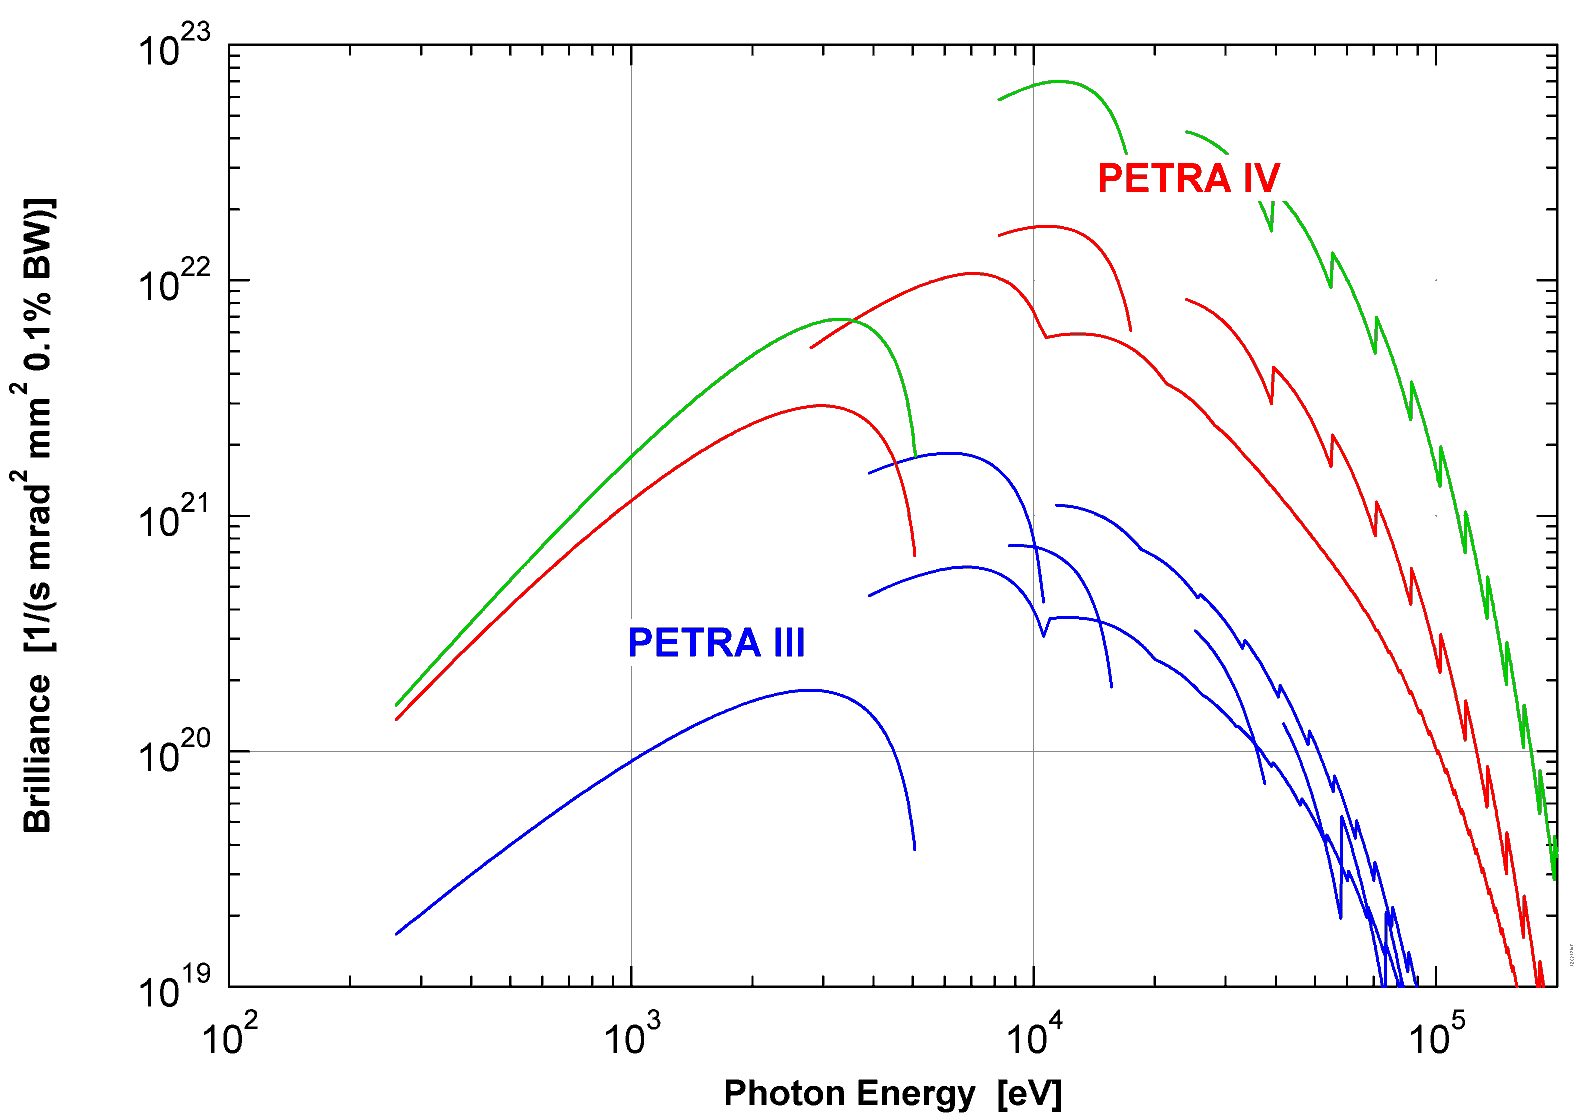 10^23
10^22
10^21
10^20
10^19
Brilliance [1/(s mrad^2 mm^2 0.1% BW)]
PETRA IV
PETRA III
10^2 10^3 10^4 10^5
Photon Energy [eV]